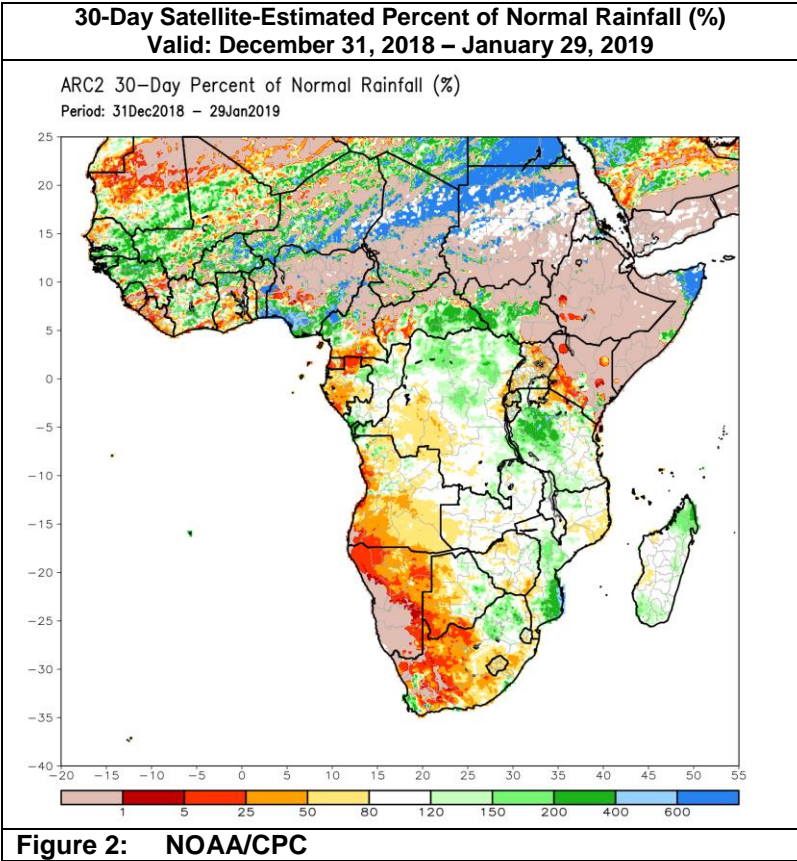 30-Day Satellite-Estimated Percent of Normal Rainfall (%)
Valid: December 31, 2018 – January 29, 2019
ARC2 30–Day Percent of Normal Rainfall (%)
Period: 31Dec2018 – 29Jan2019
25
20
15
10
5
0
−5
−10
−15
−20
−25
−30
−35
−40
−20 −15 −10 −5 0 5 10 15 20 25 30 35 40 45 50 55
1 5 25 50 80 120 150 200 400 600
Figure 2: NOAA/CPC